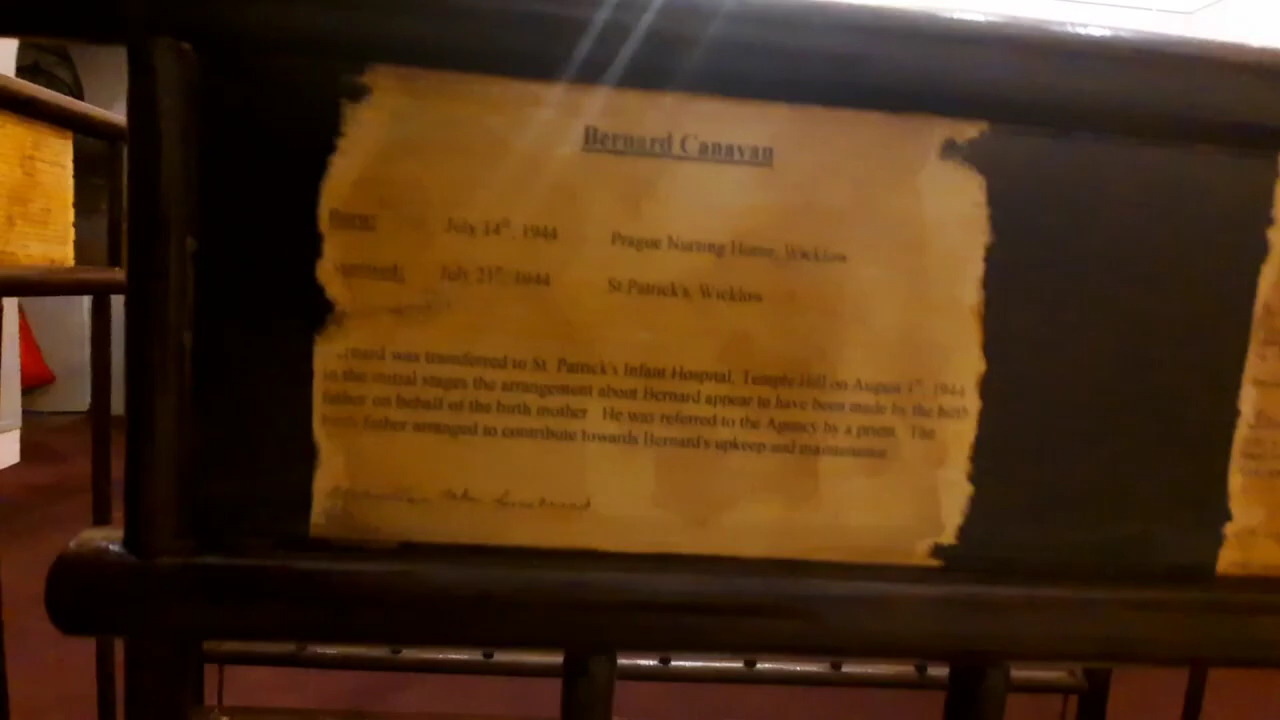 Bernard Canavan
Born: July 14th, 1944 Prague Nursing Home, Wicklow
July 21st, 1944 St Patrick's, Wicklow
was transferred to St. Patrick's Infant Hospital, Temple Hill on August 1st, 1944
in the initial stages the arrangement about Bernard appear to have been made by the birth
father on behalf of the birth mother. He was referred to the Agency by a priest. The
birth father arranged to contribute towards Bernard's upkeep and maintenance